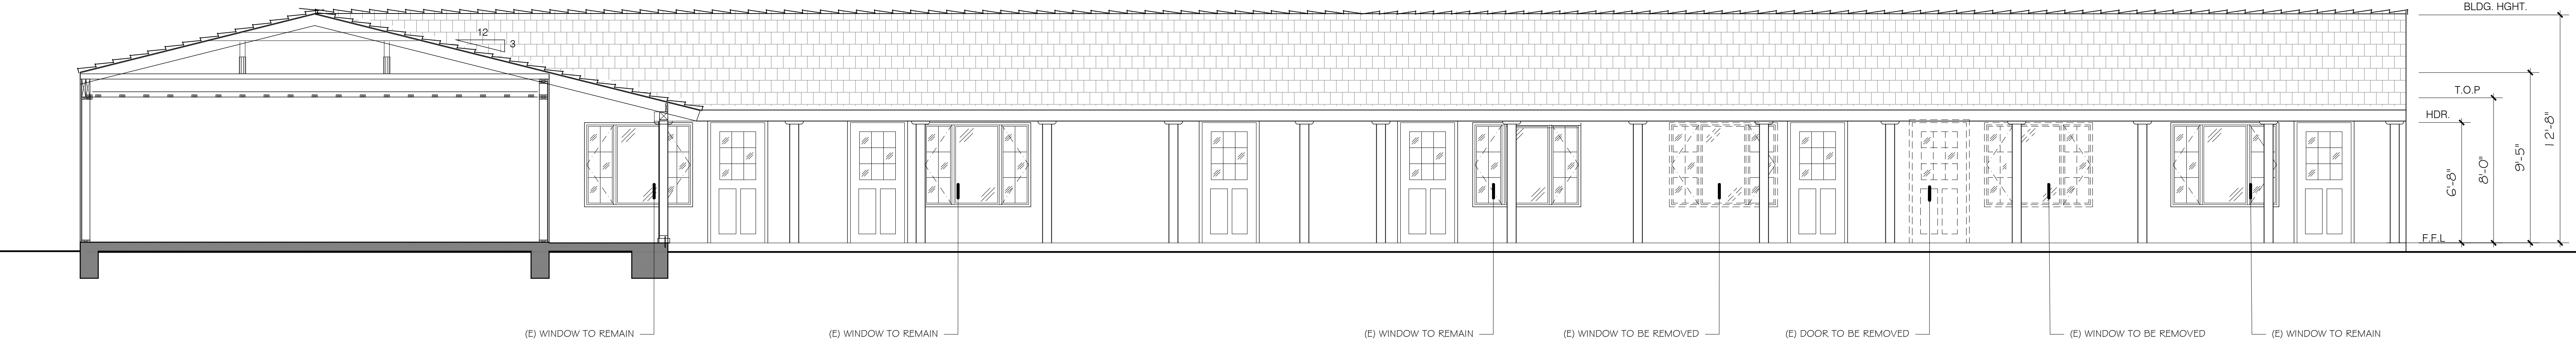 BLDG. HGHT.
12
3
T.O.P
HDR.
12'-8"
9'-5"
8'-0"
6'-8"
F.F.L
(E) WINDOW TO REMAIN
(E) WINDOW TO REMAIN
(E) WINDOW TO REMAIN
(E) WINDOW TO BE REMOVED
(E) DOOR TO BE REMOVED
(E) WINDOW TO BE REMOVED
(E) WINDOW TO REMAIN